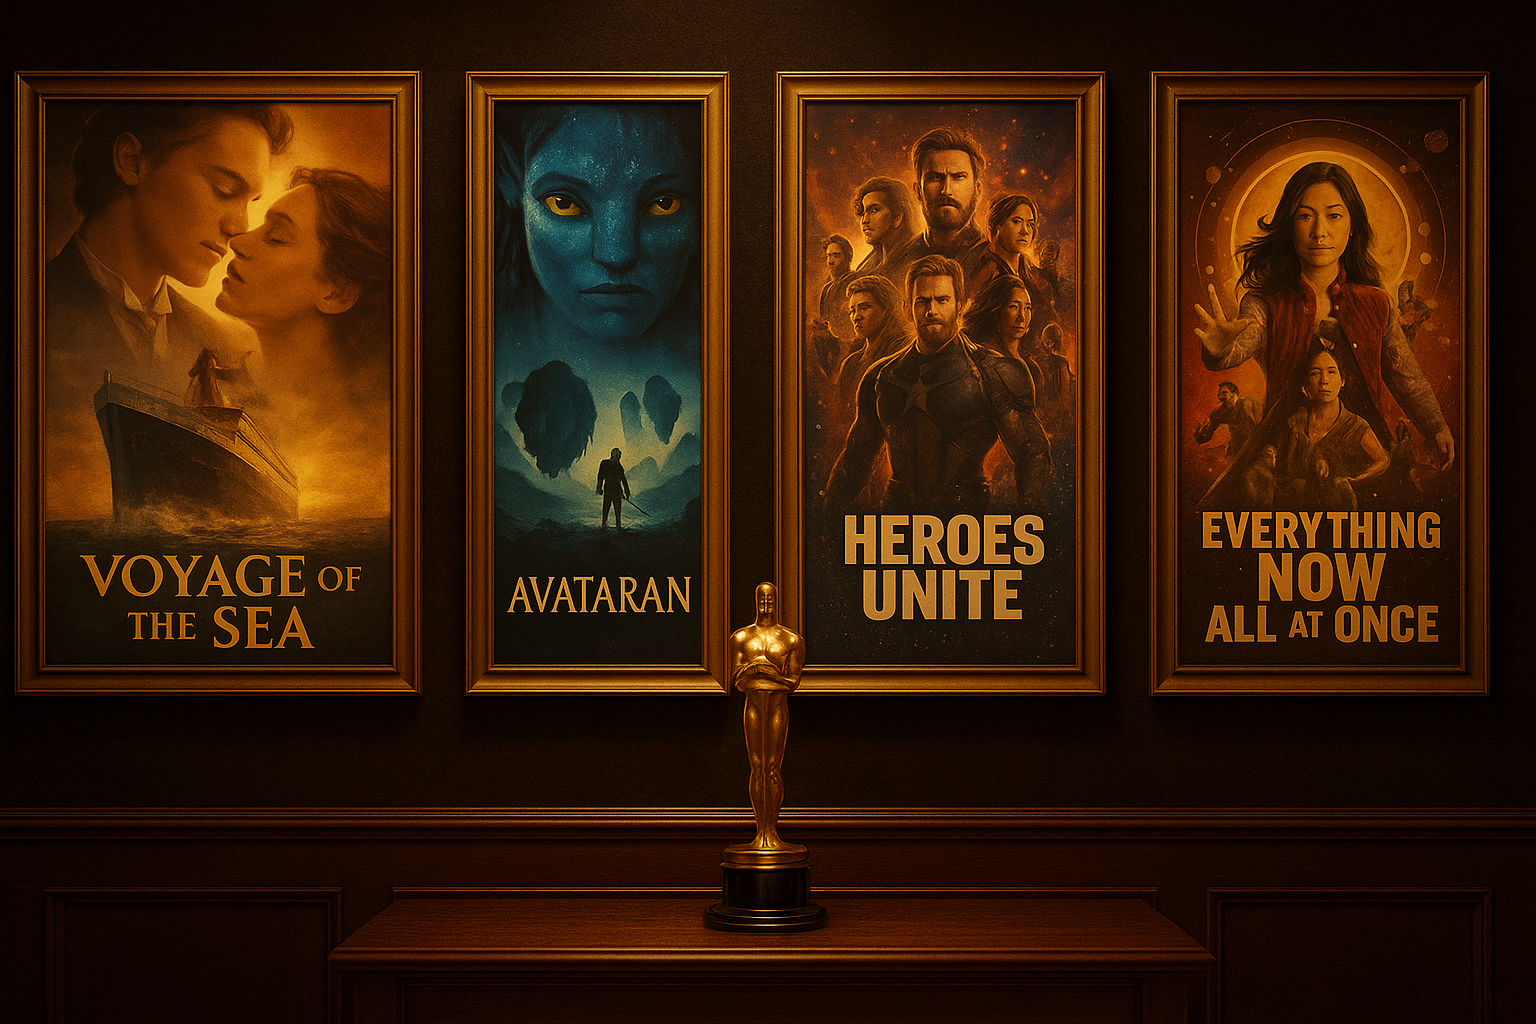 VOYAGE OF
THE SEA
AVATARAN
HEROES
UNITE
EVERYTHING
NOW
ALL AT ONCE